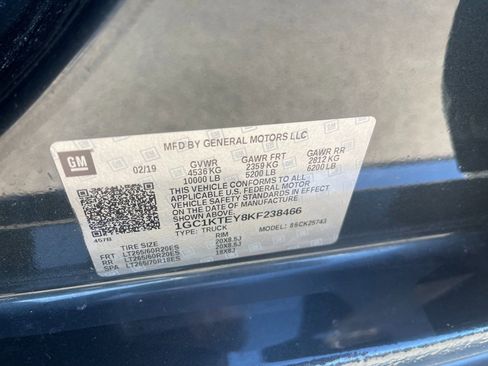 MFD BY GENERAL MOTORS LLC
GM
02/19 GVWR GAWR FRT GAWR RR
4536 KG 2359 KG 2812 KG
10000 LB 5200 LB 6200 LB
THIS VEHICLE CONFORMS TO ALL
APPLICABLE U.S. FEDERAL MOTOR
VEHICLE SAFETY STANDARDS IN EFFECT
ON THE DATE OF MANUFACTURE
SHOWN ABOVE.
1GC1KTEY8KF238466
457B TYPE: TRUCK MODEL:
TIRE SIZE RIM
FRT LT265/60R20ES 20X8.5J
RR LT265/60R20ES 20X8.5J
SPA LT265/70R18ES 18X8J